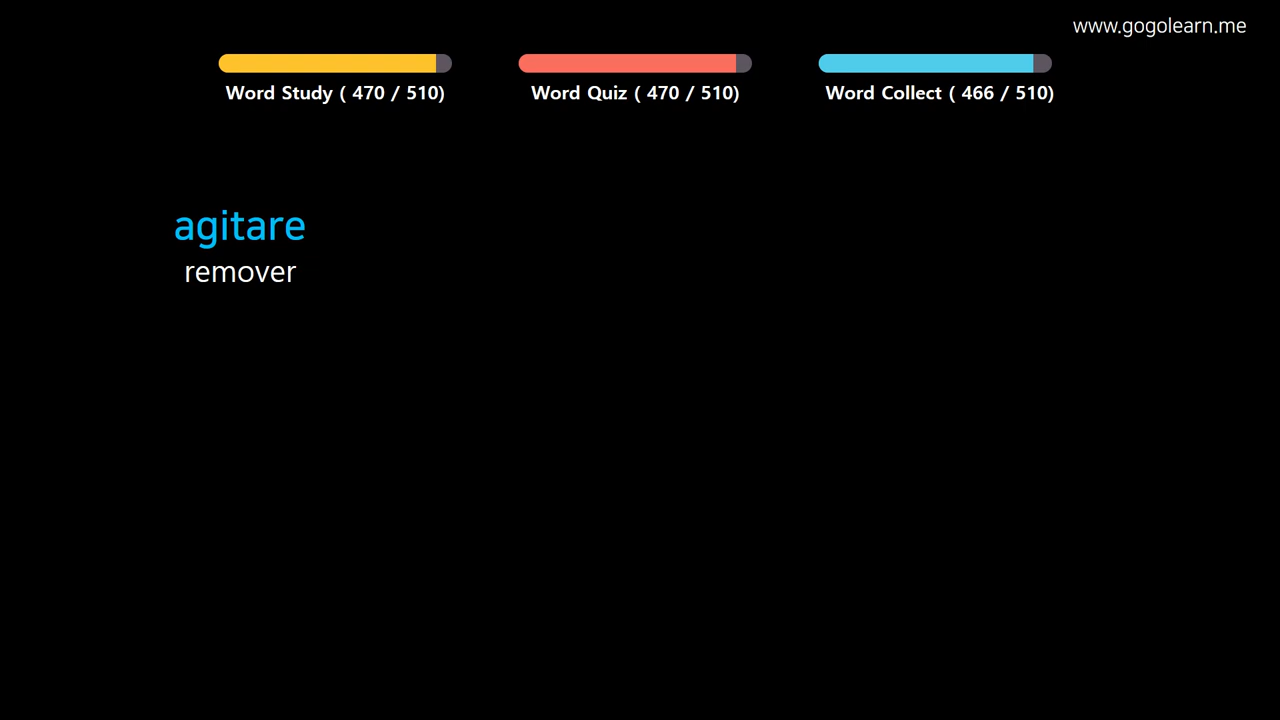 www.gogolearn.me
Word Study ( 470 / 510)
Word Quiz ( 470 / 510)
Word Collect ( 466 / 510)
agitare
remover